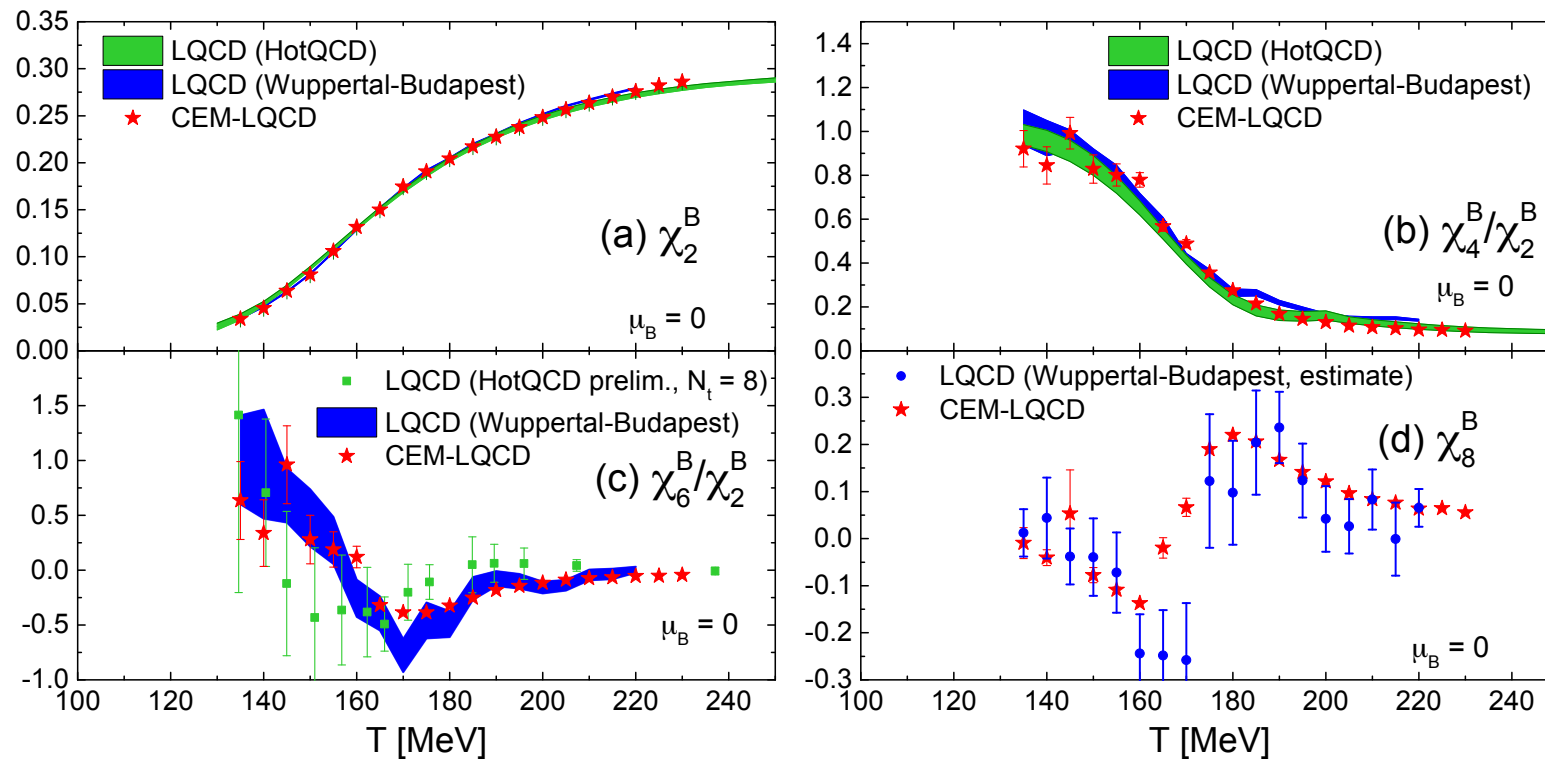 LQCD (HotQCD)
LQCD (Wuppertal-Budapest)
CEM-LQCD
(a) χ₂ᴮ
μ_B = 0
0.35
0.30
0.25
0.20
0.15
0.10
0.05
0.00
LQCD (HotQCD)
LQCD (Wuppertal-Budapest)
CEM-LQCD
(b) χ₄ᴮ/χ₂ᴮ
μ_B = 0
1.4
1.2
1.0
0.8
0.6
0.4
0.2
0.0
LQCD (HotQCD prelim., N_t = 8)
LQCD (Wuppertal-Budapest)
CEM-LQCD
(c) χ₆ᴮ/χ₂ᴮ
μ_B = 0
1.5
1.0
0.5
0.0
-0.5
-1.0
100 120 140 160 180 200 220 240
T [MeV]
LQCD (Wuppertal-Budapest, estimate)
CEM-LQCD
(d) χ₈ᴮ
μ_B = 0
0.3
0.2
0.1
0.0
-0.1
-0.2
-0.3
100 120 140 160 180 200 220 240
T [MeV]